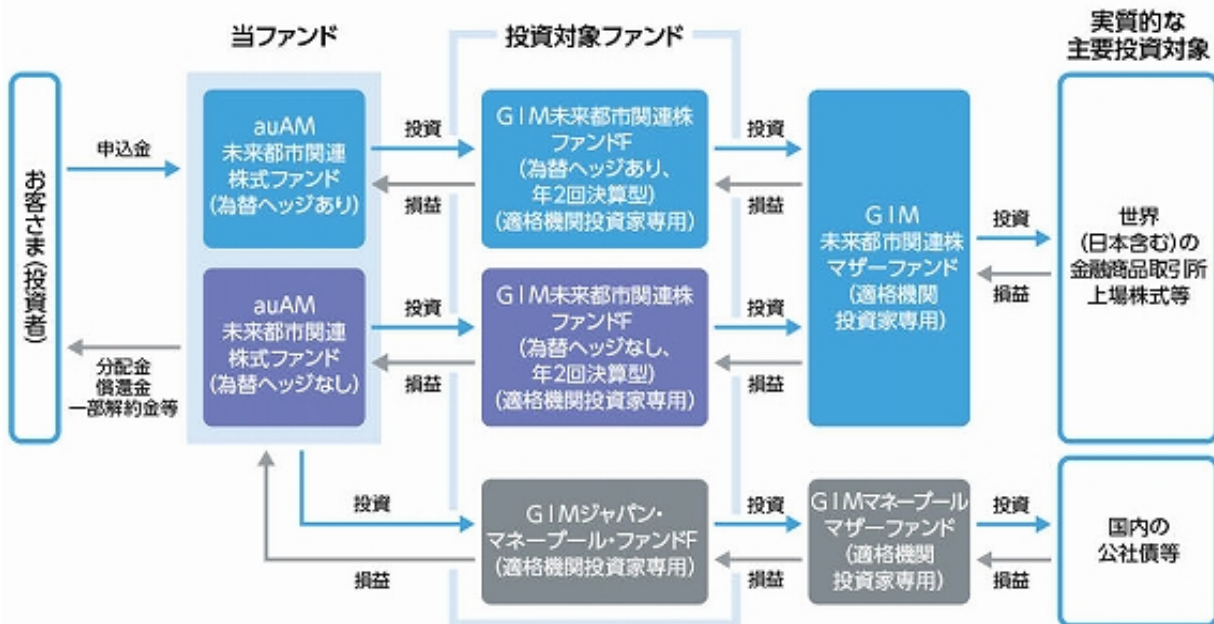 当ファンド
投資対象ファンド
実質的な
主要投資対象
お客さま(投資者)
申込金
分配金
償還金
一部解約金等
auAM
未来都市関連
株式ファンド
(為替ヘッジあり)
投資
損益
GIM未来都市関連株
ファンドF
(為替ヘッジあり、
年2回決算型)
(適格機関投資家専用)
投資
損益
auAM
未来都市関連
株式ファンド
(為替ヘッジなし)
投資
損益
GIM未来都市関連株
ファンドF
(為替ヘッジなし、
年2回決算型)
(適格機関投資家専用)
投資
損益
GIM
未来都市関連株
マザーファンド
(適格機関
投資家専用)
投資
損益
世界
(日本含む)の
金融商品取引所
上場株式等
投資
損益
GIMジャパン・
マネープール・ファンドF
(適格機関投資家専用)
投資
損益
GIMマネープール
マザーファンド
(適格機関
投資家専用)
投資
損益
国内の
公社債等